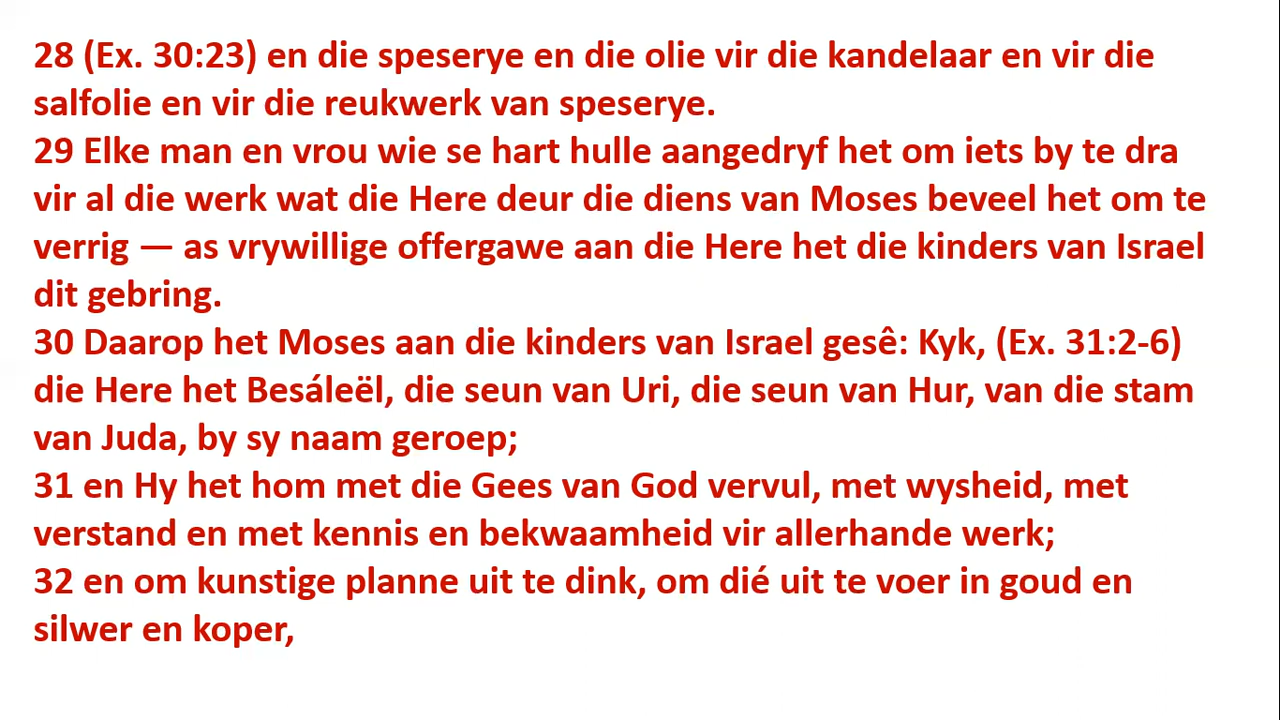 28 (Ex. 30:23) en die speserye en die olie vir die kandelaar en vir die
salfolie en vir die reukwerk van speserye.
29 Elke man en vrou wie se hart hulle aangedryf het om iets by te dra
vir al die werk wat die Here deur die diens van Moses beveel het om te
verrig — as vrywillige offergawe aan die Here het die kinders van Israel
dit gebring.
30 Daarop het Moses aan die kinders van Israel gesê: Kyk, (Ex. 31:2-6)
die Here het Besáleël, die seun van Uri, die seun van Hur, van die stam
van Juda, by sy naam geroep;
31 en Hy het hom met die Gees van God vervul, met wysheid, met
verstand en met kennis en bekwaamheid vir allerhande werk;
32 en om kunstige planne uit te dink, om dié uit te voer in goud en
silwer en koper,